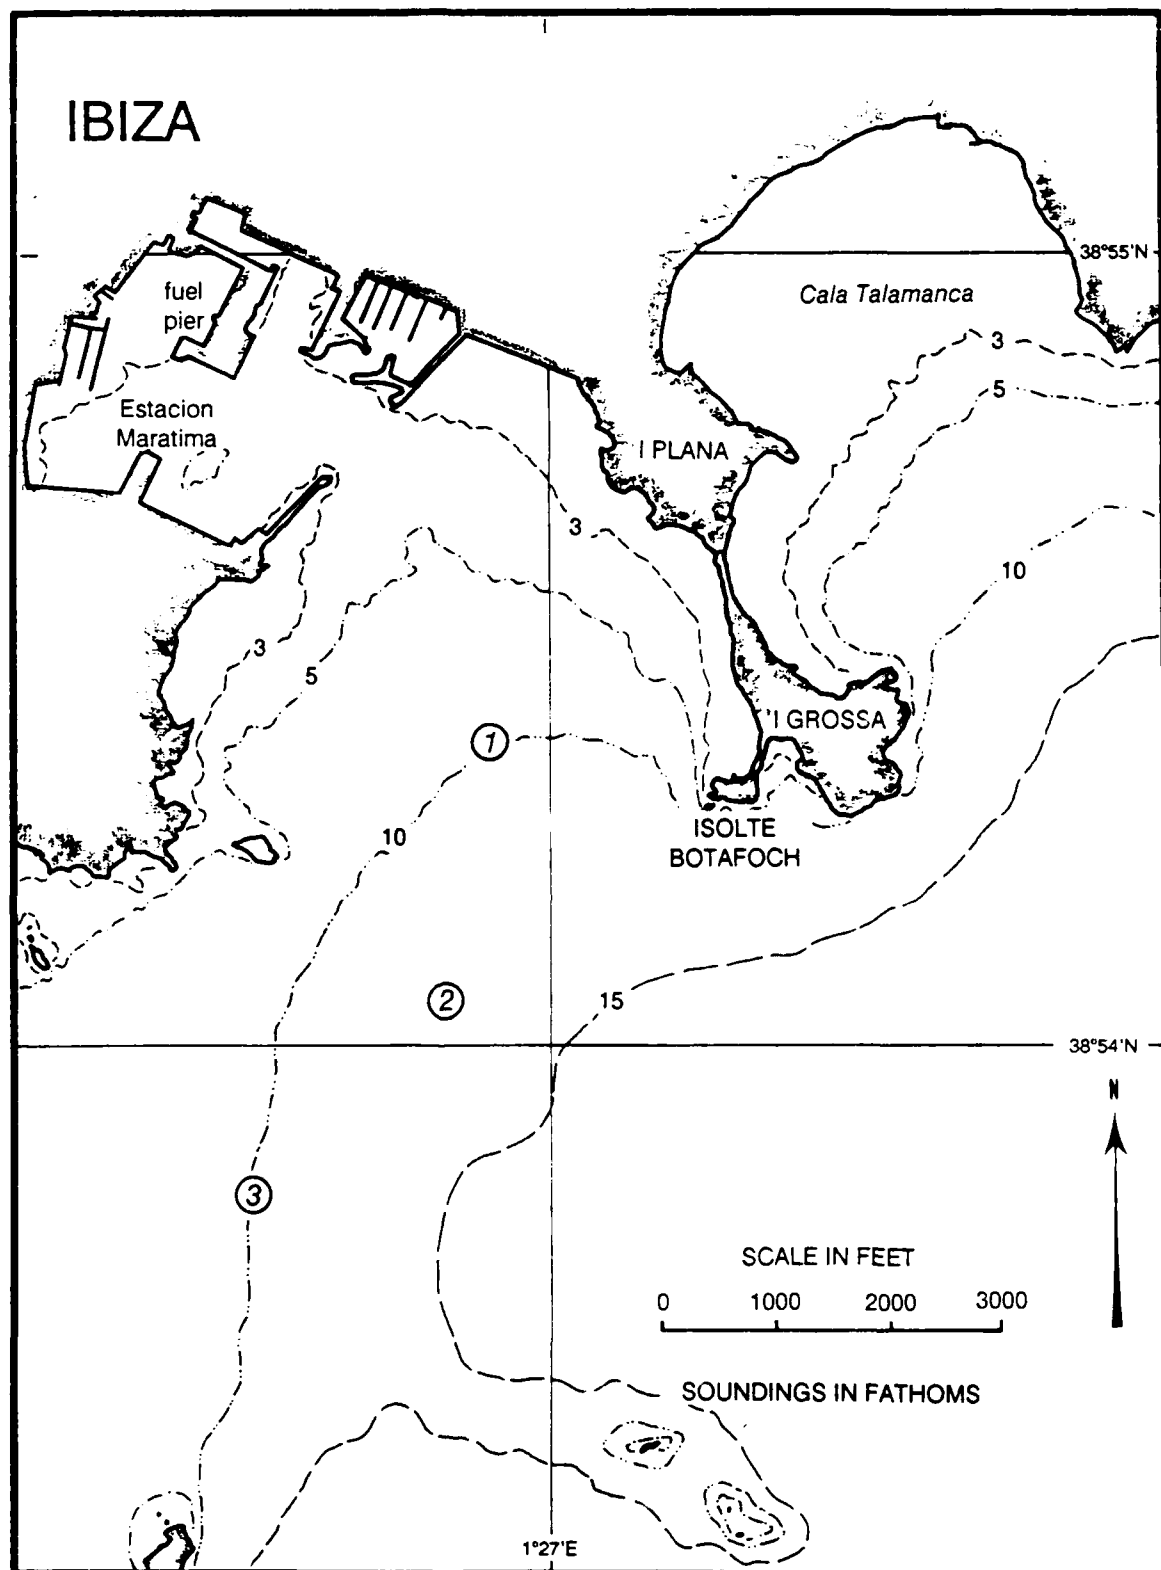 IBIZA
38°55'N
Cala Talamanca
fuel
pier
3
5
Estacion
Maratima
I PLANA
3
10
3
5
'I GROSSA
1
10
ISOLTE
BOTAFOCH
2
15
38°54'N
N
3
SCALE IN FEET
0 1000 2000 3000
SOUNDINGS IN FATHOMS
1°27'E